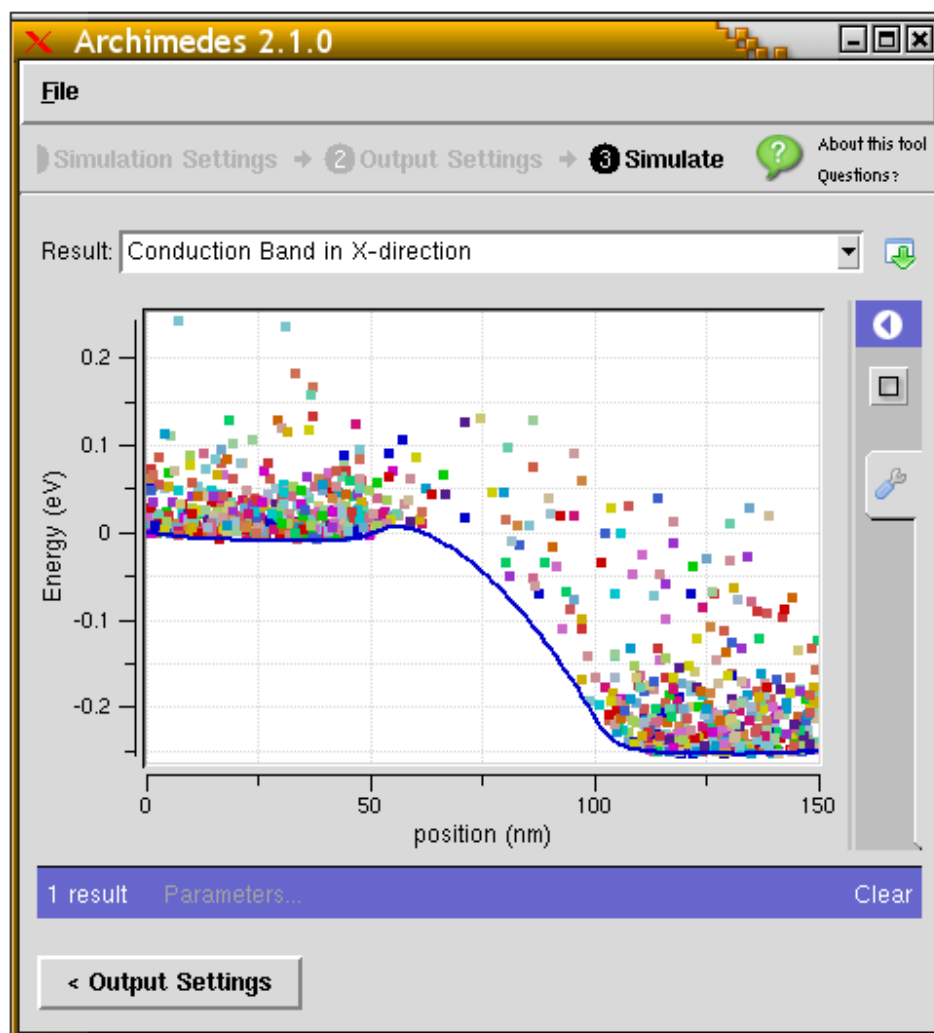 Archimedes 2.1.0
File
Simulation Settings → 2 Output Settings → 3 Simulate
? About this tool
Questions?
Result: Conduction Band in X-direction
Energy (eV)
0.2
0.1
0
-0.1
-0.2
0 50 100 150
position (nm)
1 result Parameters... Clear
< Output Settings